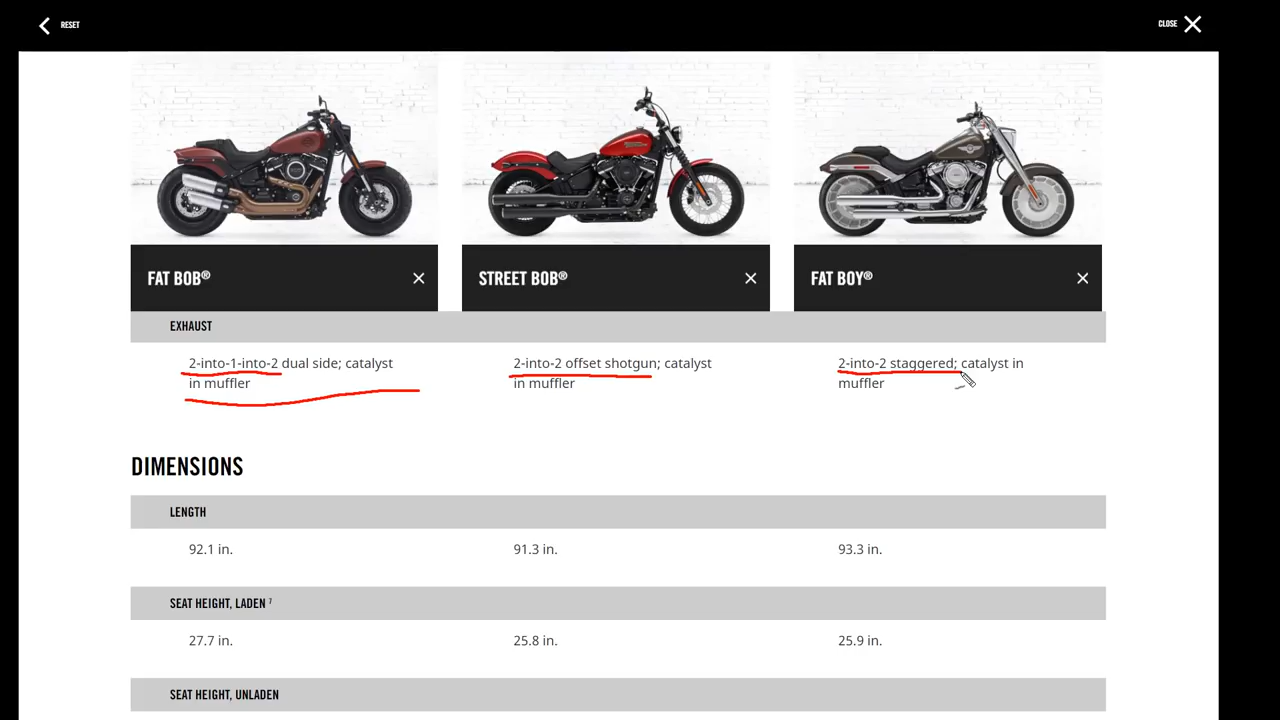 RESET
CLOSE
FAT BOB®
STREET BOB®
FAT BOY®
EXHAUST
2-into-1-into-2 dual side; catalyst
in muffler
2-into-2 offset shotgun; catalyst
in muffler
2-into-2 staggered; catalyst in
muffler
DIMENSIONS
LENGTH
92.1 in.
91.3 in.
93.3 in.
SEAT HEIGHT, LADEN 7
27.7 in.
25.8 in.
25.9 in.
SEAT HEIGHT, UNLADEN